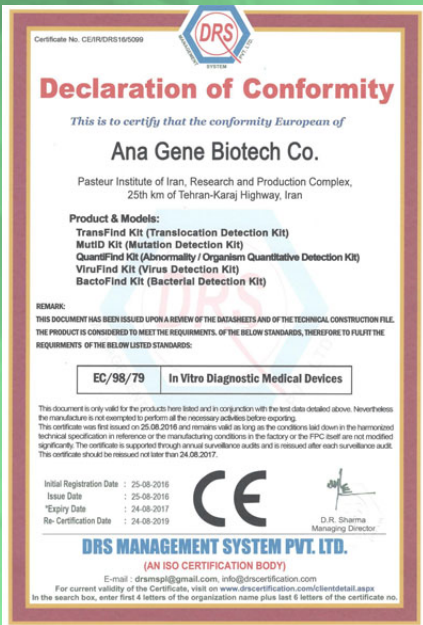 Certificate No. CE/IR/DRS16/5099
DRS
MANAGEMENT
SYSTEM
PVT. LTD.
Declaration of Conformity
This is to certify that the conformity European of
Ana Gene Biotech Co.
Pasteur Institute of Iran, Research and Production Complex,
25th km of Tehran-Karaj Highway, Iran
Product & Models:
TransFind Kit (Translocation Detection Kit)
MutID Kit (Mutation Detection Kit)
QuantiFind Kit (Abnormality / Organism Quantitative Detection Kit)
ViruFind Kit (Virus Detection Kit)
BactoFind Kit (Bacterial Detection Kit)
REMARK:
THIS DOCUMENT HAS BEEN ISSUED UPON A REVIEW OF THE DATASHEETS AND OF THE TECHNICAL CONSTRUCTION FILE.
THE PRODUCT IS CONSIDERED TO MEET THE REQUIRMENTS. OF THE BELOW STANDARDS, THEREFORE TO FULFIT THE
REQUIRMENTS OF THE BELOW LISTED STANDARDS:
EC/98/79 In Vitro Diagnostic Medical Devices
This document is only valid for the products here listed and in conjunction with the test data detailed above. Nevertheless
the manufacture is not exempted to perform all the necessary activities before exporting.
This certificate was first issued on 25.08.2016 and remains valid as long as the conditions laid down in the harmonized
technical specification in reference or the manufacturing conditions in the factory or the FPC itself are not modified
significantly. The certificate is supported through annual surveillance audits and is reissued after each surveillance audit.
This certificate should be reissued not later than 24.08.2017.
Initial Registration Date : 25-08-2016
Issue Date : 25-08-2016
*Expiry Date : 24-08-2017
Re- Certification Date : 24-08-2019
CE
D.R. Sharma
Managing Director
DRS MANAGEMENT SYSTEM PVT. LTD.
(AN ISO CERTIFICATION BODY)
E-mail : drsmspl@gmail.com, info@drscertification.com
For current validity of the Certificate, visit on www.drscertification.com/clientdetail.aspx
In the search box, enter first 4 letters of the organization name plus last 6 letters of the certificate no.